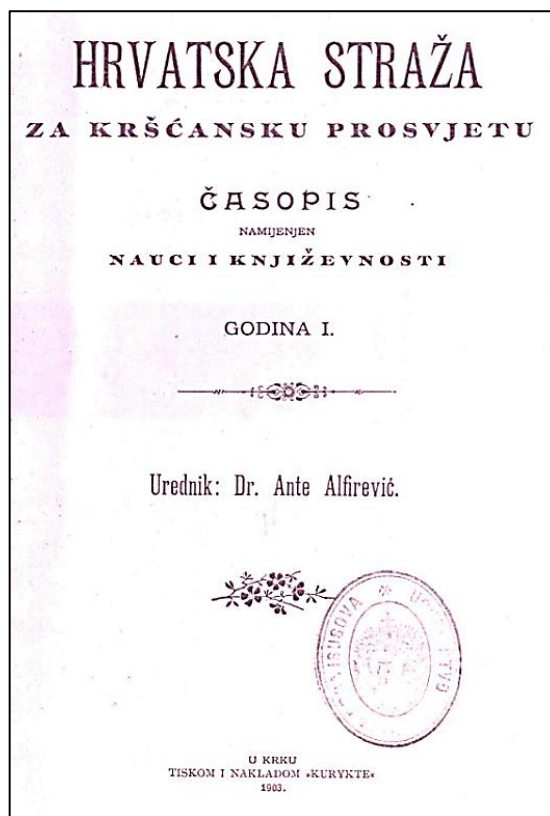 HRVATSKA STRAŽA
ZA KRŠĆANSKU PROSVJETU
ČASOPIS
NAMIJENJEN
NAUCI I KNJIŽEVNOSTI
GODINA I.
Urednik: Dr. Ante Alfirević.
U KRKU
TISKOM I NAKLADOM »KURYKTE«
1903.